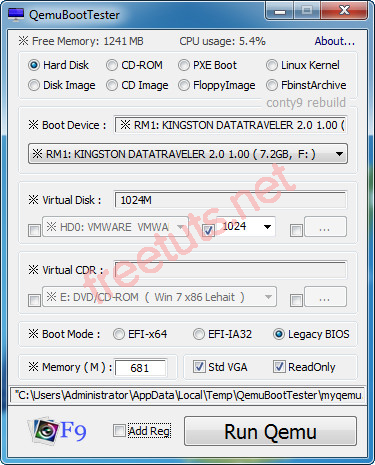 QemuBootTester
※ Free Memory: 1241 MB CPU usage: 5.4% About...
Hard Disk CD-ROM PXE Boot Linux Kernel
Disk Image CD Image FloppyImage FbinstArchive
conty9 rebuild
※ Boot Device : ※ RM1: KINGSTON DATATRAVELER 2.0 1.00 (
※ RM1: KINGSTON DATATRAVELER 2.0 1.00 ( 7.2GB, F: )
※ Virtual Disk : 1024M
※ HD0: VMWARE VMWA 1024 ...
※ Virtual CDR :
※ E: DVD/CD-ROM ( Win 7 x86 Lehait ) ...
freetuts.net
※ Boot Mode : EFI-x64 EFI-IA32 Legacy BIOS
※ Memory ( M ) : 681 Std VGA ReadOnly
"C:\Users\Administrator\AppData\Local\Temp\QemuBootTester\myqemu
F9 Add Reg Run Qemu